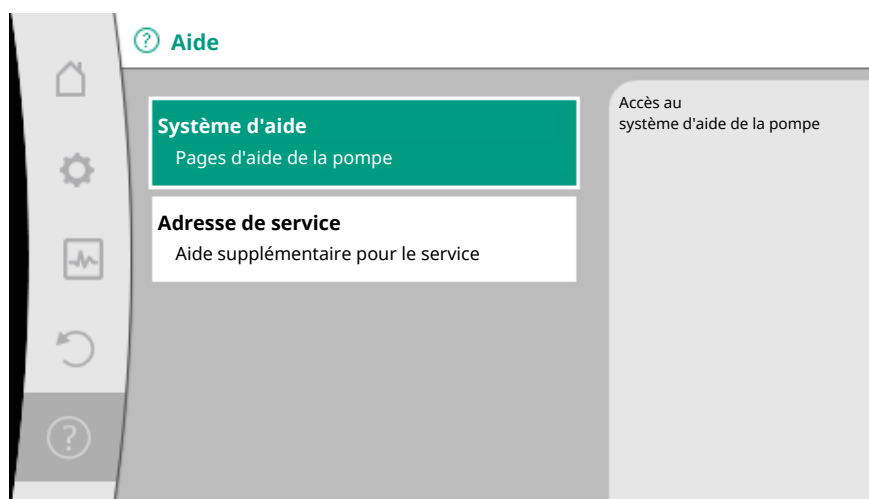 Aide
Système d'aide
Pages d'aide de la pompe
Adresse de service
Aide supplémentaire pour le service
Accès au
système d'aide de la pompe